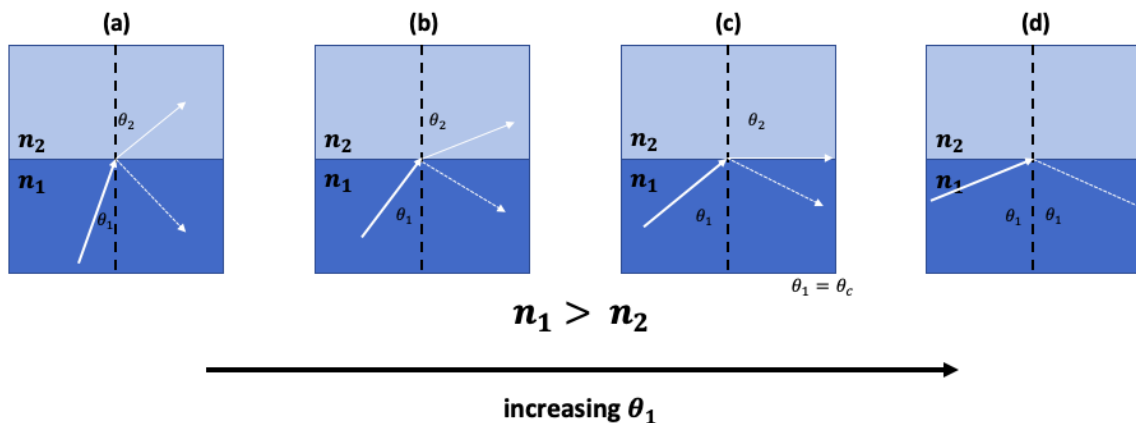 (a) (b) (c) (d)
θ₂ θ₂ θ₂
n₂ n₂ n₂ n₂
n₁ n₁ n₁ n₁
θ₁ θ₁ θ₁ θ₁ θ₁
θ₁ = θ_c
n₁ > n₂
increasing θ₁